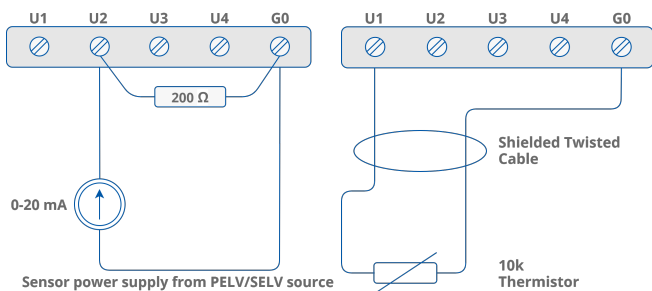 U1 U2 U3 U4 G0
200 Ω
0-20 mA
Sensor power supply from PELV/SELV source
U1 U2 U3 U4 G0
Shielded Twisted
Cable
10k
Thermistor